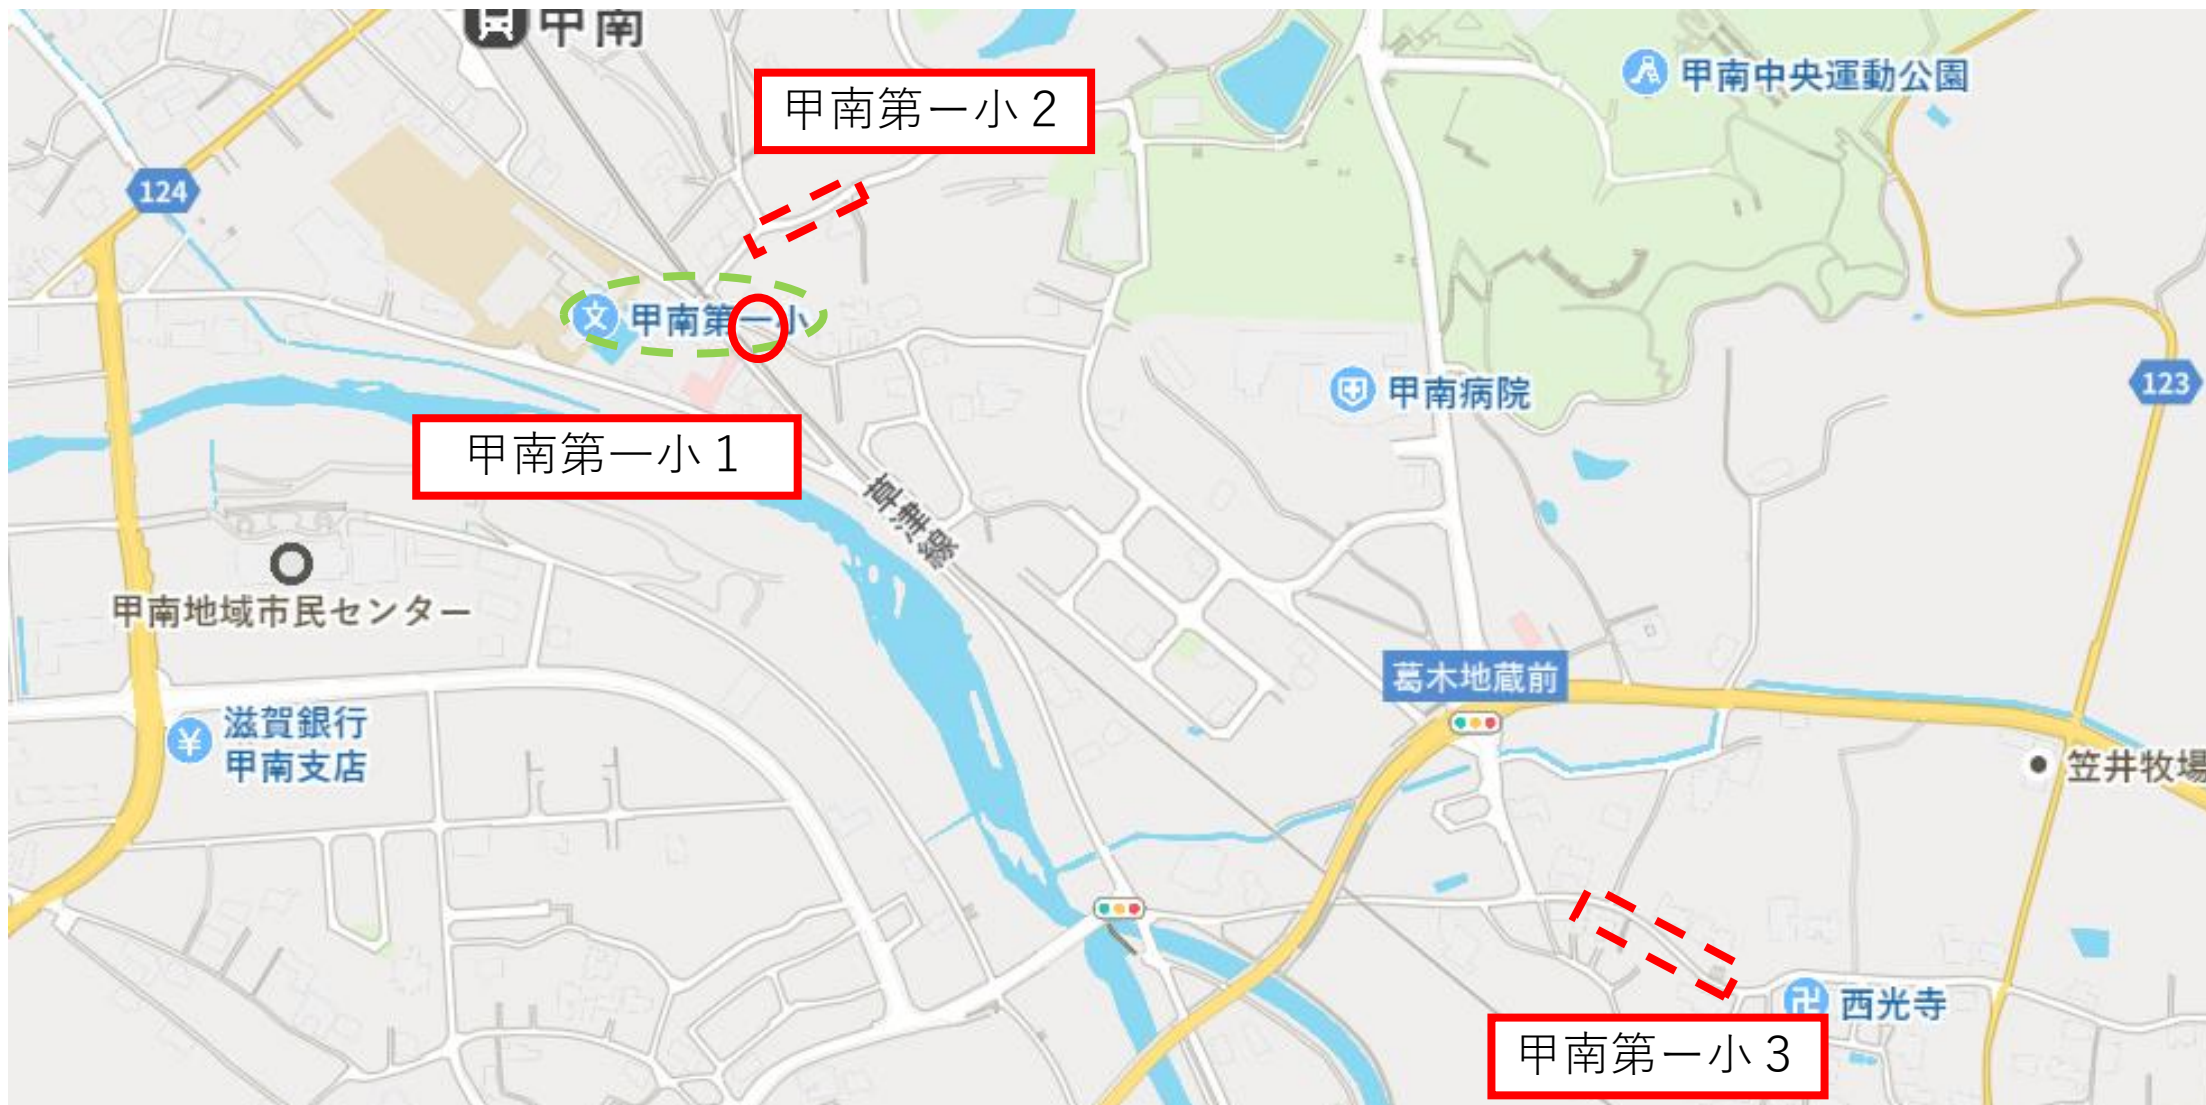 甲南
甲南第一小２
甲南中央運動公園
124
甲南第一小
123
甲南病院
甲南第一小１
草津線
甲南地域市民センター
葛木地蔵前
滋賀銀行
甲南支店
笠井牧場
西光寺
甲南第一小３